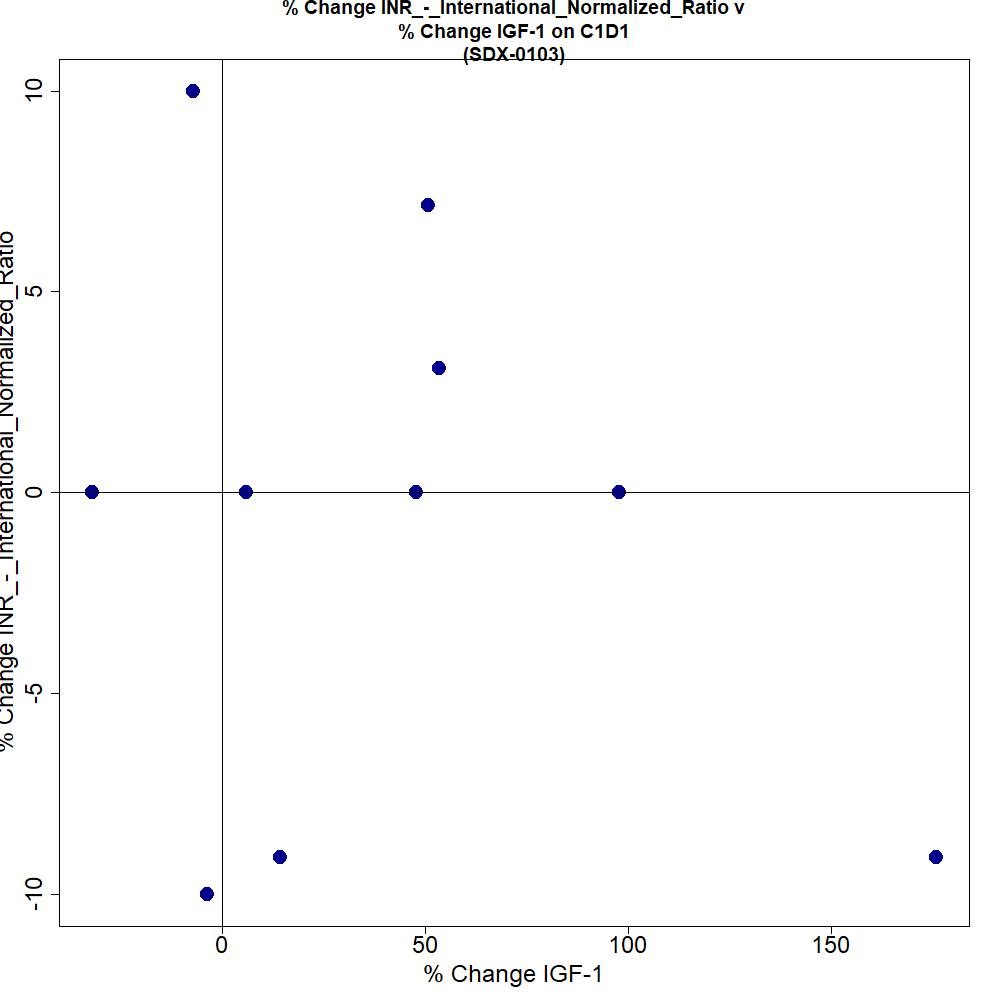 % Change INR_-_International_Normalized_Ratio v
% Change IGF-1 on C1D1
(SDX-0103)
% Change INR_-_International_Normalized_Ratio
10
5
0
-5
-10
0
50
100
150
% Change IGF-1